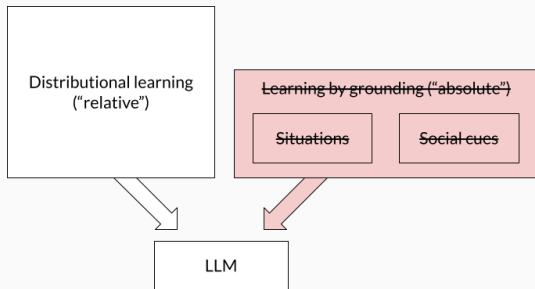 Distributional learning
(“relative”)
Learning by grounding (“absolute”)
Situations
Social cues
LLM